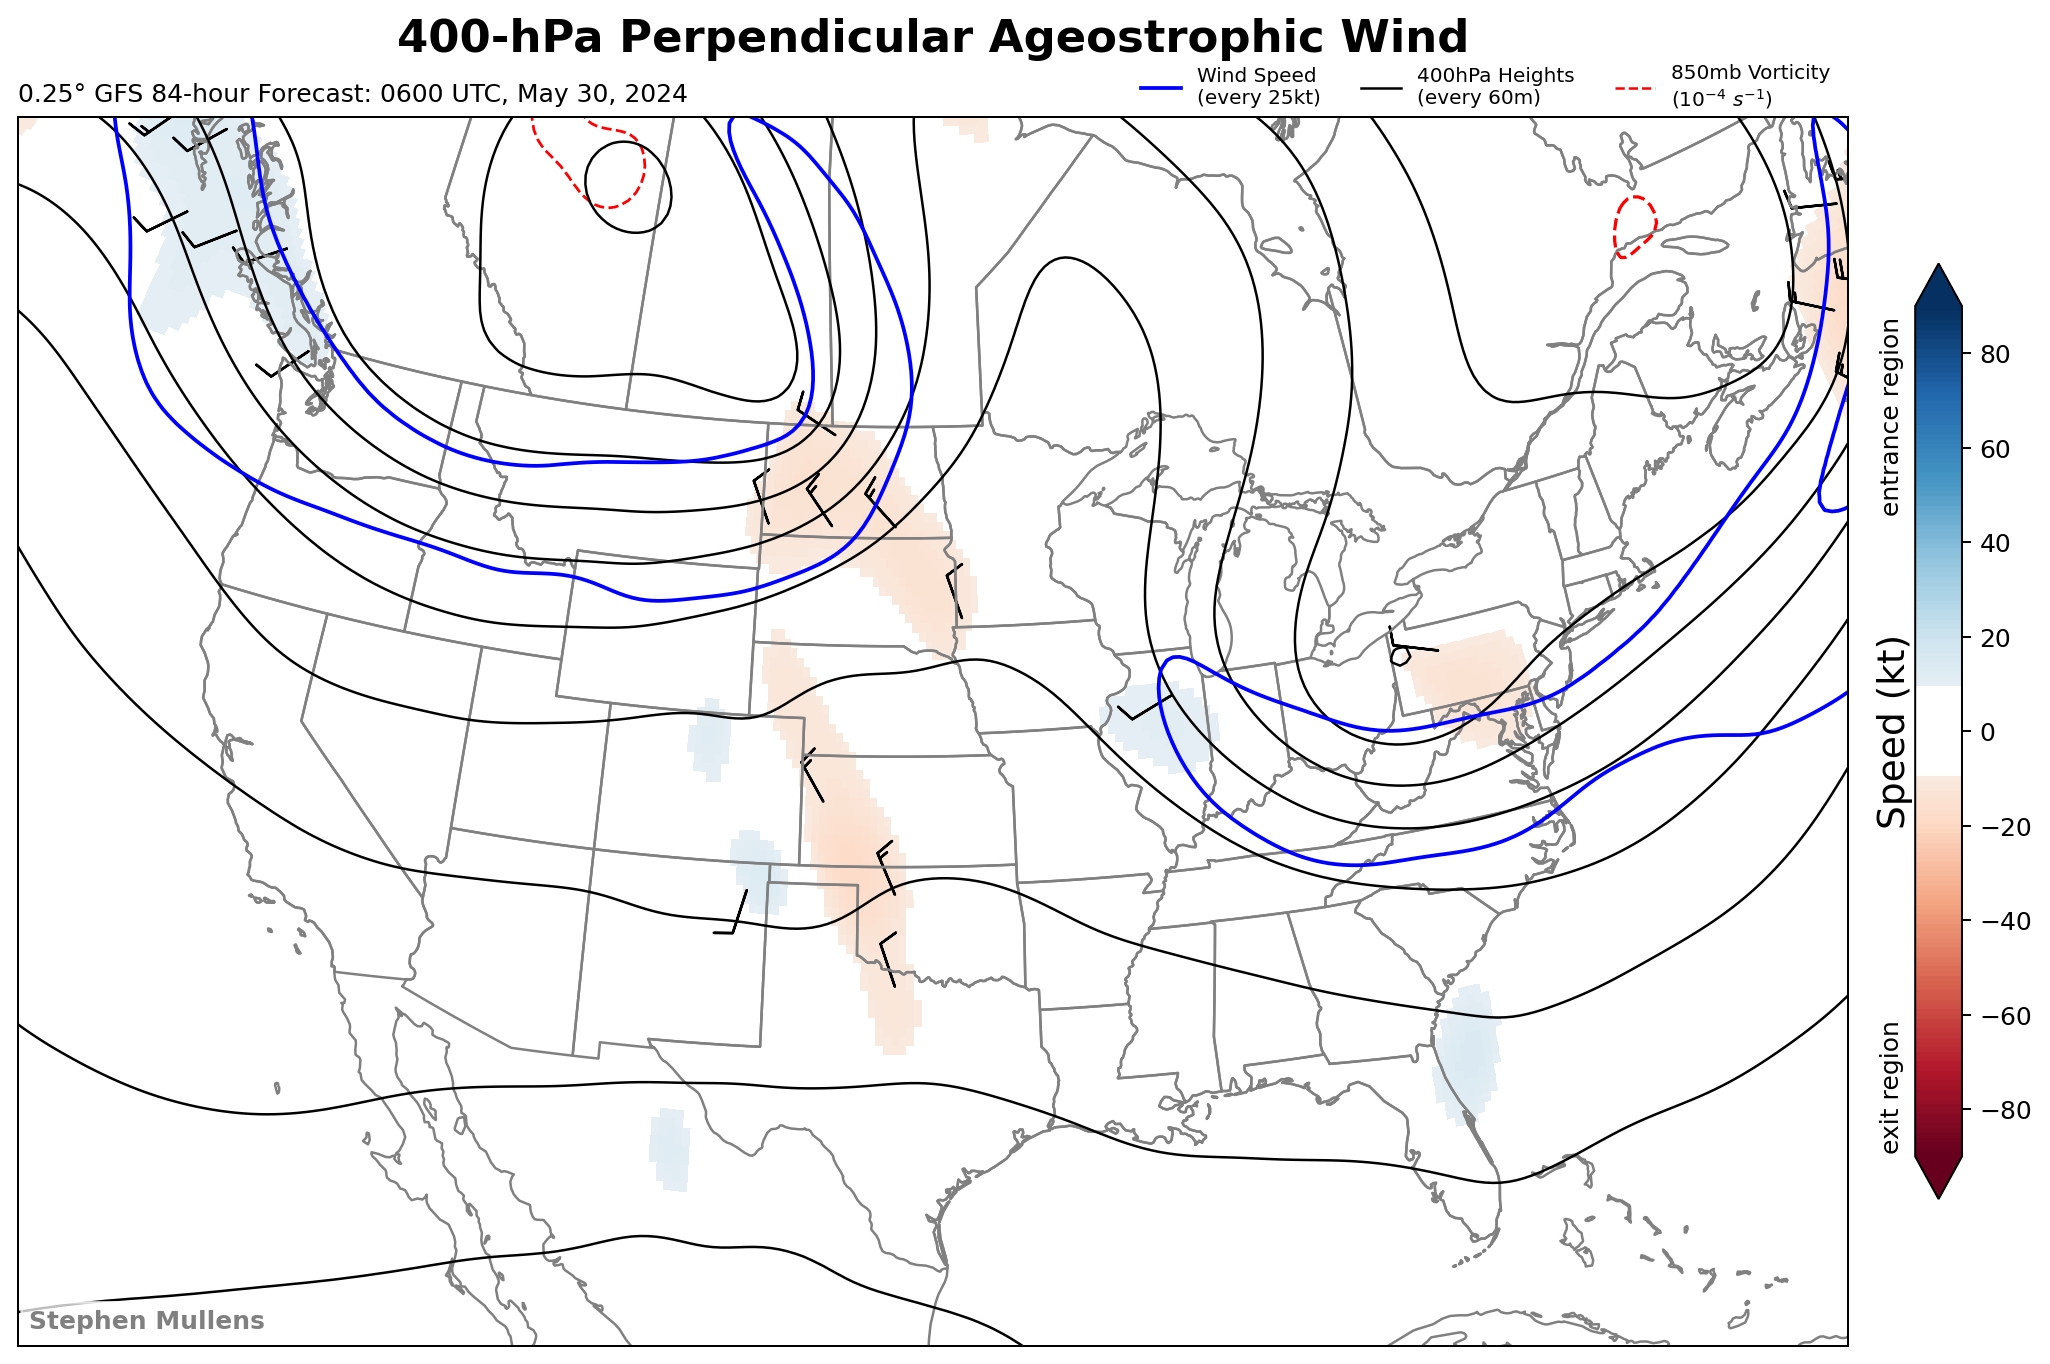 400-hPa Perpendicular Ageostrophic Wind
0.25° GFS 84-hour Forecast: 0600 UTC, May 30, 2024
Wind Speed
(every 25kt)
400hPa Heights
(every 60m)
850mb Vorticity
(10⁻⁴ s⁻¹)
entrance region
Speed (kt)
exit region
80
60
40
20
0
−20
−40
−60
−80
Stephen Mullens